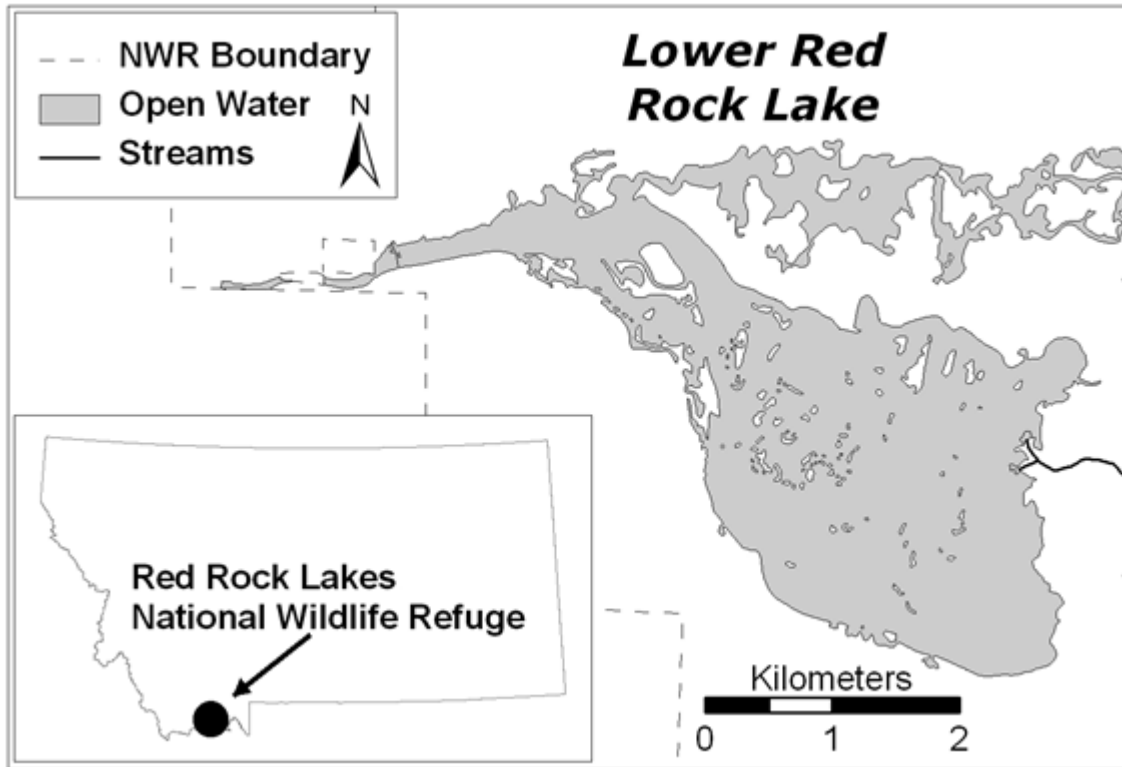 NWR Boundary
Open Water
Streams
N
Lower Red
Rock Lake
Red Rock Lakes
National Wildlife Refuge
Kilometers
0 1 2